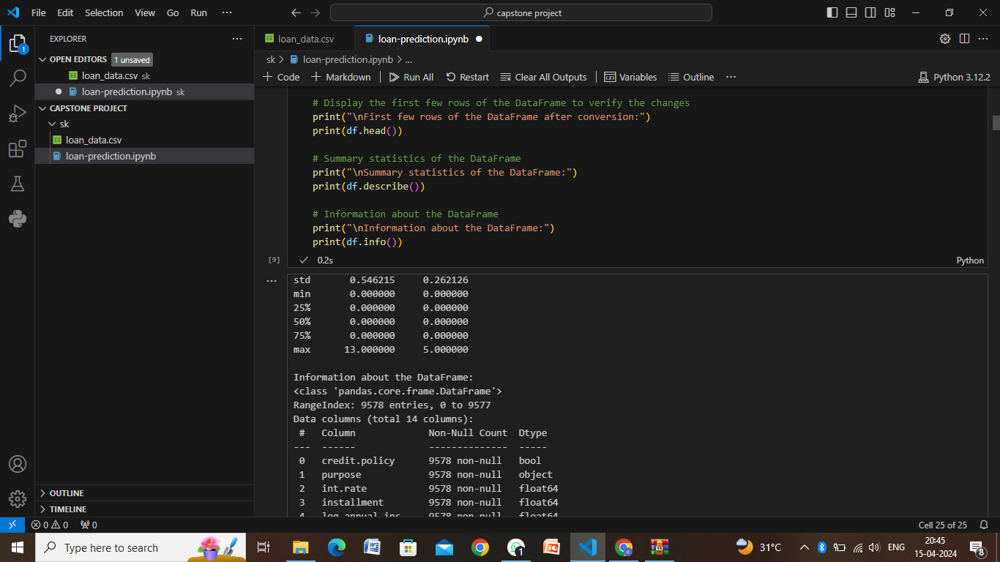 File Edit Selection View Go Run ···
capstone project
EXPLORER ···
OPEN EDITORS 1 unsaved
loan_data.csv sk
loan-prediction.ipynb sk
CAPSTONE PROJECT
sk
loan_data.csv
loan-prediction.ipynb
OUTLINE
TIMELINE
1
loan_data.csv
loan-prediction.ipynb
sk > loan-prediction.ipynb > ...
Code Markdown Run All Restart Clear All Outputs Variables Outline ··· Python 3.12.2
# Display the first few rows of the DataFrame to verify the changes
print("\nFirst few rows of the DataFrame after conversion:")
print(df.head())
# Summary statistics of the DataFrame
print("\nSummary statistics of the DataFrame:")
print(df.describe())
# Information about the DataFrame
print("\nInformation about the DataFrame:")
print(df.info())
[9] 0.2s Python
std 0.546215 0.262126
min 0.000000 0.000000
25% 0.000000 0.000000
50% 0.000000 0.000000
75% 0.000000 0.000000
max 13.000000 5.000000
Information about the DataFrame:
<class 'pandas.core.frame.DataFrame'>
RangeIndex: 9578 entries, 0 to 9577
Data columns (total 14 columns):
# Column Non-Null Count Dtype
--- ------ -------------- -----
0 credit.policy 9578 non-null bool
1 purpose 9578 non-null object
2 int.rate 9578 non-null float64
3 installment 9578 non-null float64
4 log.annual.inc 9578 non-null float64
0 0 0 Cell 25 of 25
Type here to search
31°C ENG 20:45
15-04-2024
8